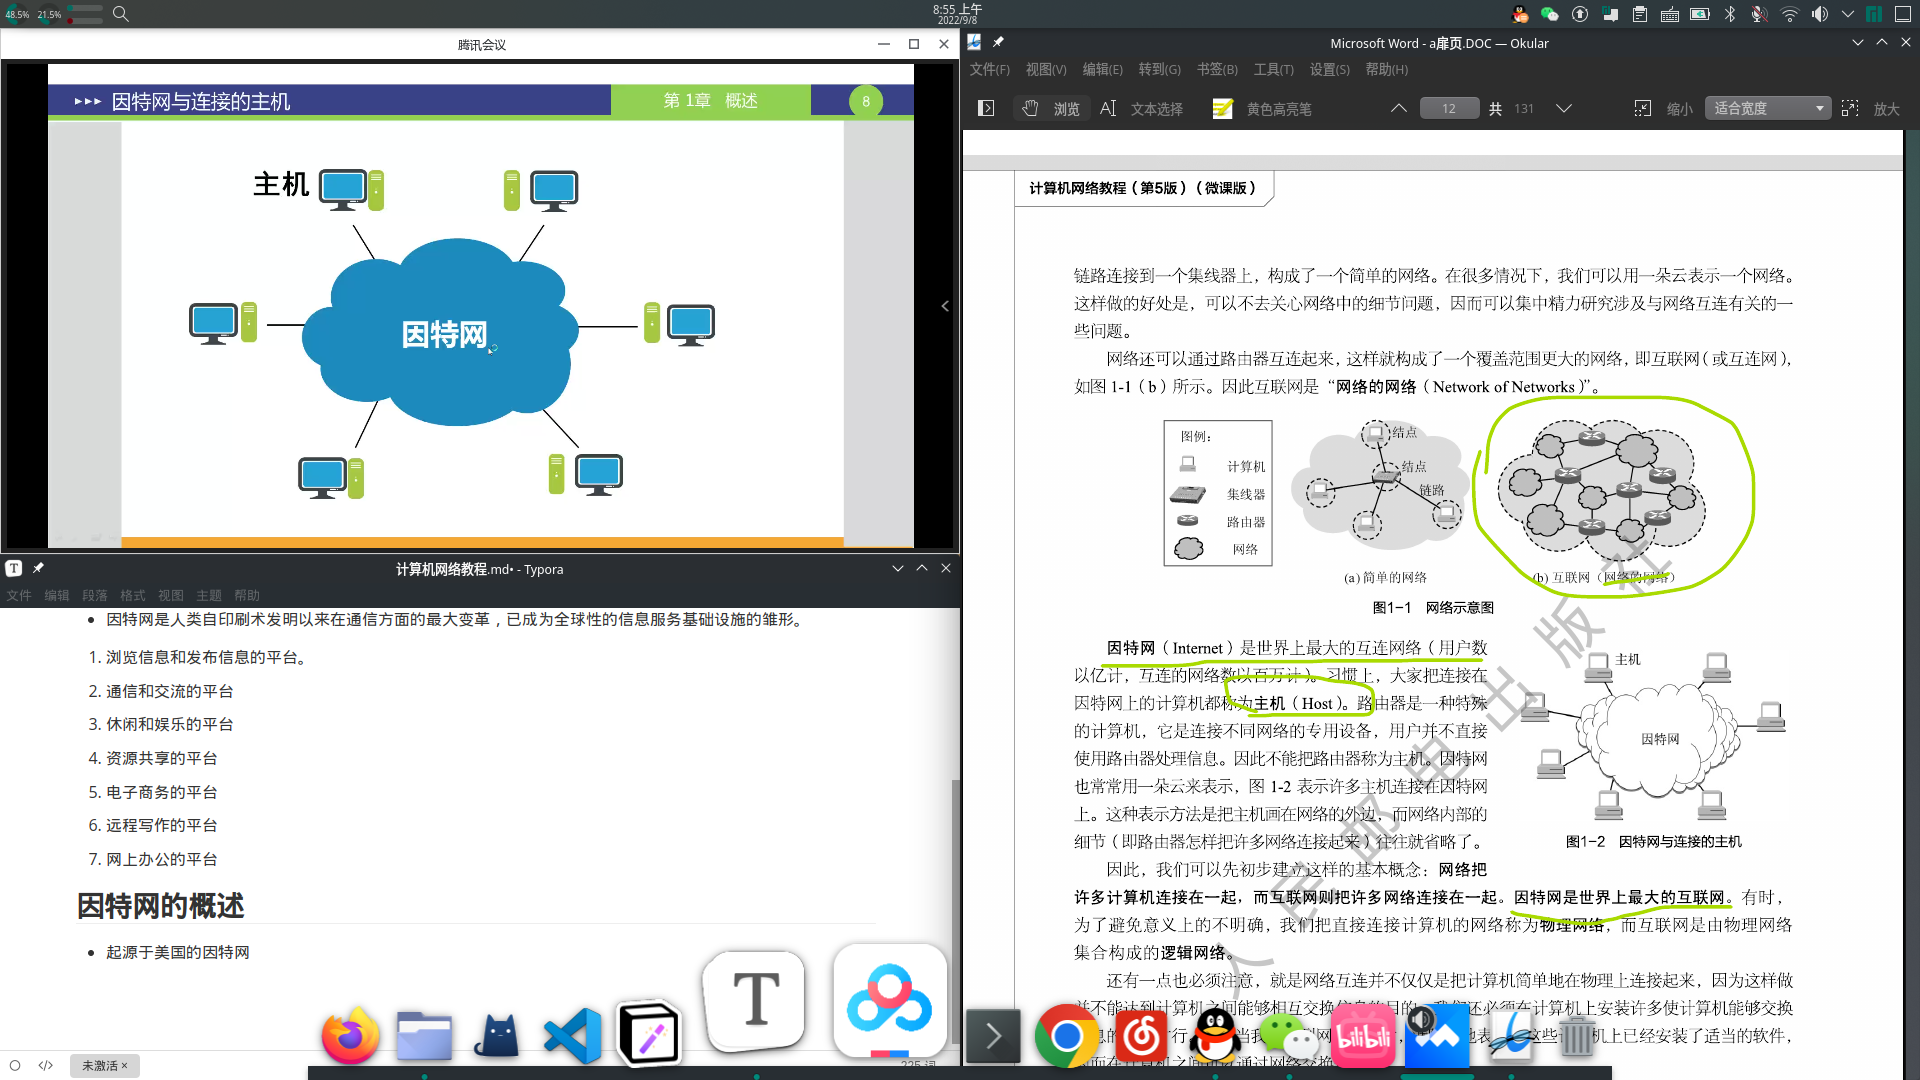 48.5%
21.5%
8:55 上午
2022/9/8
腾讯会议
因特网与连接的主机
第 1章 概述
8
主机
因特网
计算机网络教程.md• - Typora
文件 编辑 段落 格式 视图 主题 帮助
因特网是人类自印刷术发明以来在通信方面的最大变革，已成为全球性的信息服务基础设施的雏形。
1. 浏览信息和发布信息的平台。
2. 通信和交流的平台
3. 休闲和娱乐的平台
4. 资源共享的平台
5. 电子商务的平台
6. 远程写作的平台
7. 网上办公的平台
因特网的概述
起源于美国的因特网
未激活 ×
Microsoft Word - a扉页.DOC — Okular
文件(F) 视图(V) 编辑(E) 转到(G) 书签(B) 工具(T) 设置(S) 帮助(H)
浏览 文本选择 黄色高亮笔 12 共 131 缩小 适合宽度 放大
计算机网络教程（第5版）（微课版）
链路连接到一个集线器上，构成了一个简单的网络。在很多情况下，我们可以用一朵云表示一个网络。
这样做的好处是，可以不去关心网络中的细节问题，因而可以集中精力研究涉及与网络互连有关的一
些问题。
网络还可以通过路由器互连起来，这样就构成了一个覆盖范围更大的网络，即互联网（或互连网），
如图 1-1（b）所示。因此互联网是“网络的网络（Network of Networks）”。
图例：
计算机
集线器
路由器
网络
结点
结点
链路
(a) 简单的网络
(b) 互联网（网络的网络）
图1-1 网络示意图
因特网（Internet）是世界上最大的互连网络（用户数
以亿计，互连的网络数以百万计）。习惯上，大家把连接在
因特网上的计算机都称为主机（Host）。路由器是一种特殊
的计算机，它是连接不同网络的专用设备，用户并不直接
使用路由器处理信息。因此不能把路由器称为主机。因特网
也常常用一朵云来表示，图 1-2 表示许多主机连接在因特网
上。这种表示方法是把主机画在网络的外边，而网络内部的
细节（即路由器怎样把许多网络连接起来）往往就省略了。
主机
因特网
图1-2 因特网与连接的主机
因此，我们可以先初步建立这样的基本概念：网络把
许多计算机连接在一起，而互联网则把许多网络连接在一起。因特网是世界上最大的互联网。有时，
为了避免意义上的不明确，我们把直接连接计算机的网络称为物理网络，而互联网是由物理网络
集合构成的逻辑网络。
还有一点也必须注意，就是网络互连并不仅仅是把计算机简单地在物理上连接起来，因为这样做
并不能达到计算机之间能够相互交换信息的目的。我们还必须在计算机上安装许多使计算机能够交换
人民邮电出版社
T
bilibili